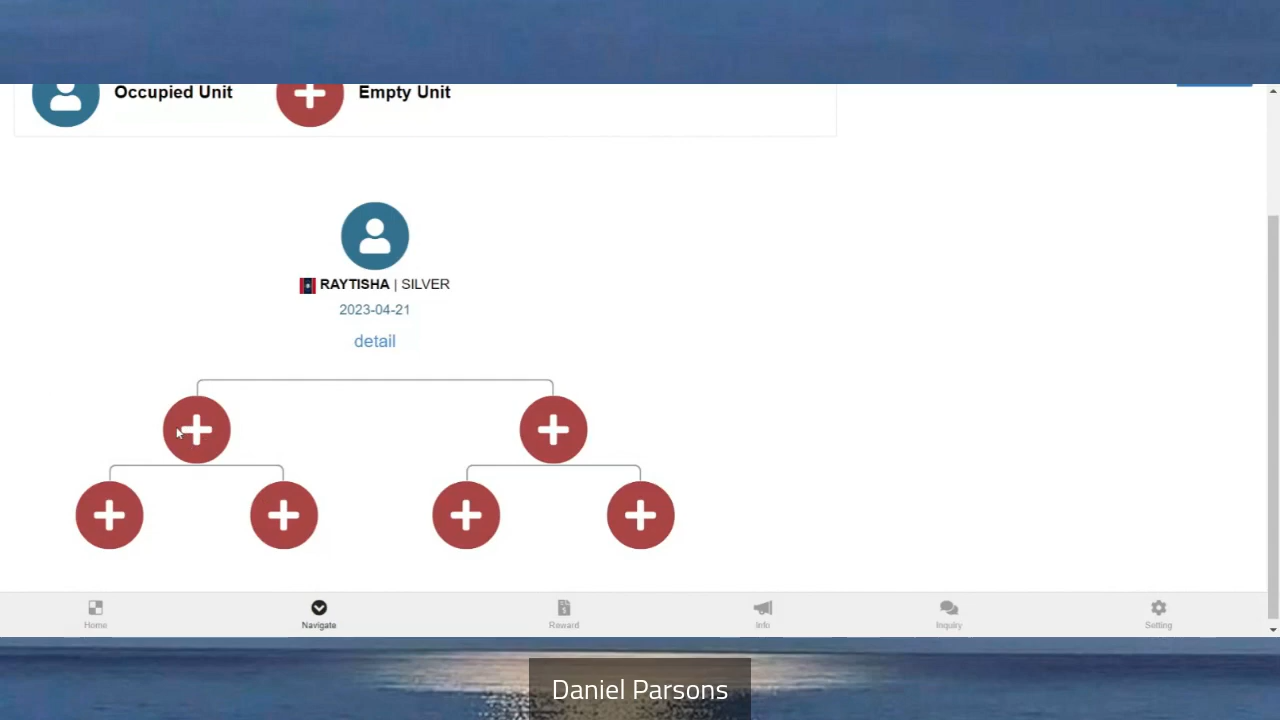 Occupied Unit
Empty Unit
RAYTISHA | SILVER
2023-04-21
detail
Home
Navigate
Reward
Info
Inquiry
Setting
Daniel Parsons